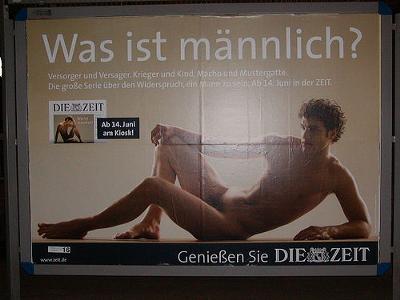 Was ist männlich?
Versorger und Versager. Krieger und Kind. Macho und Mustergatte.
Die große Serie über den Widerspruch, ein Mann zu sein. Ab 14. Juni in der ZEIT.
DIE ZEIT
Ab 14. Juni
am Kiosk!
16
www.zeit.de
Genießen Sie DIE ZEIT